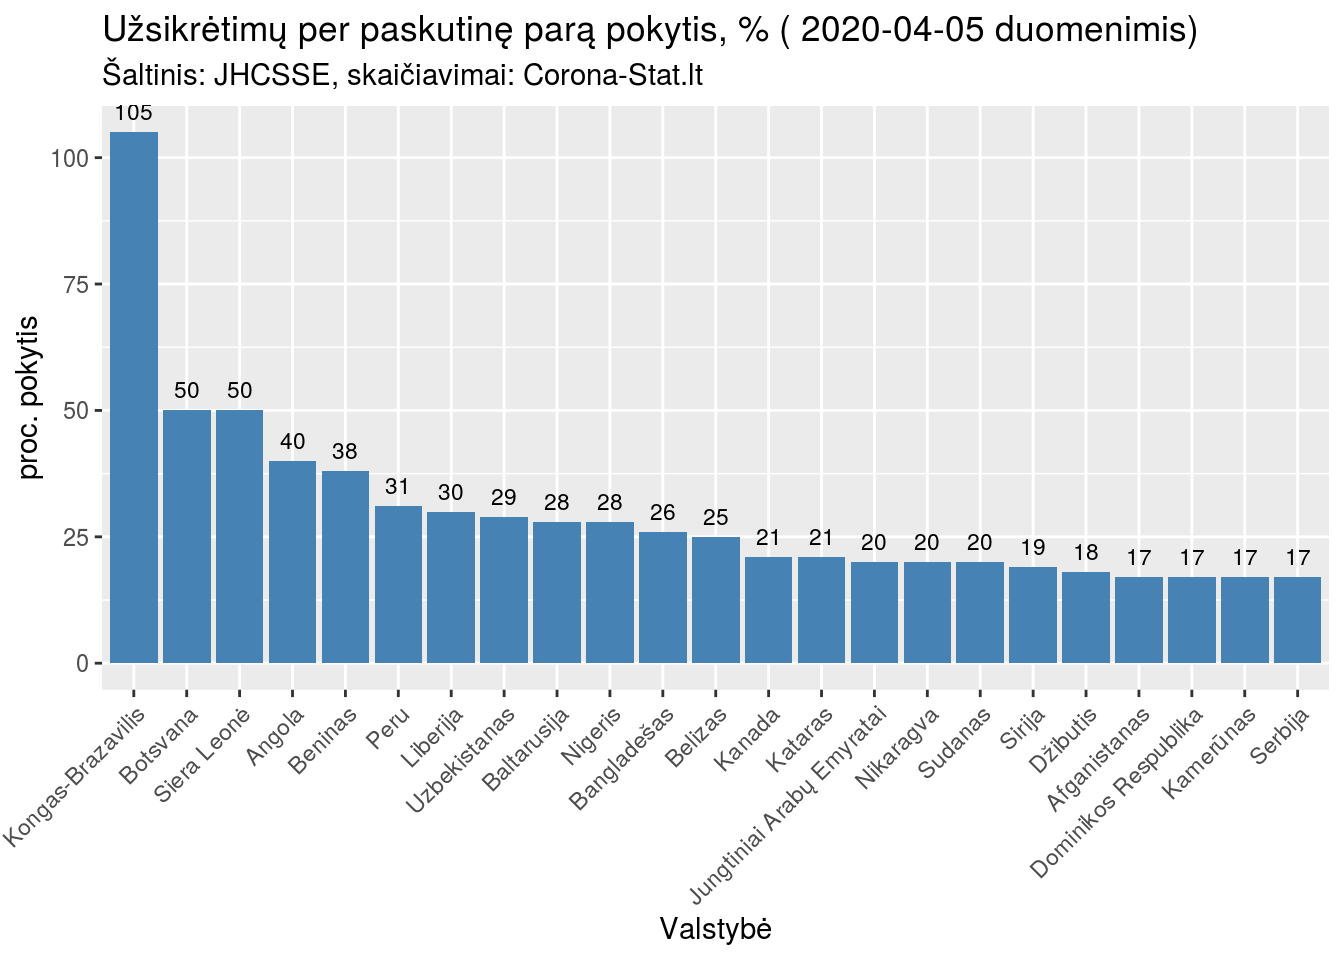 Užsikrėtimų per paskutinę parą pokytis, % ( 2020-04-05 duomenimis)
Šaltinis: JHCSSE, skaičiavimai: Corona-Stat.lt
105
50
50
40
38
31
30
29
28
28
26
25
21
21
20
20
20
19
18
17
17
17
17
100
75
50
25
0
proc. pokytis
Kongas-Brazavilis
Botsvana
Siera Leonė
Angola
Beninas
Peru
Liberija
Uzbekistanas
Baltarusija
Nigeris
Bangladešas
Belizas
Kanada
Kataras
Jungtiniai Arabų Emyratai
Nikaragva
Sudanas
Sirija
Džibutis
Afganistanas
Dominikos Respublika
Kamerūnas
Serbija
Valstybė